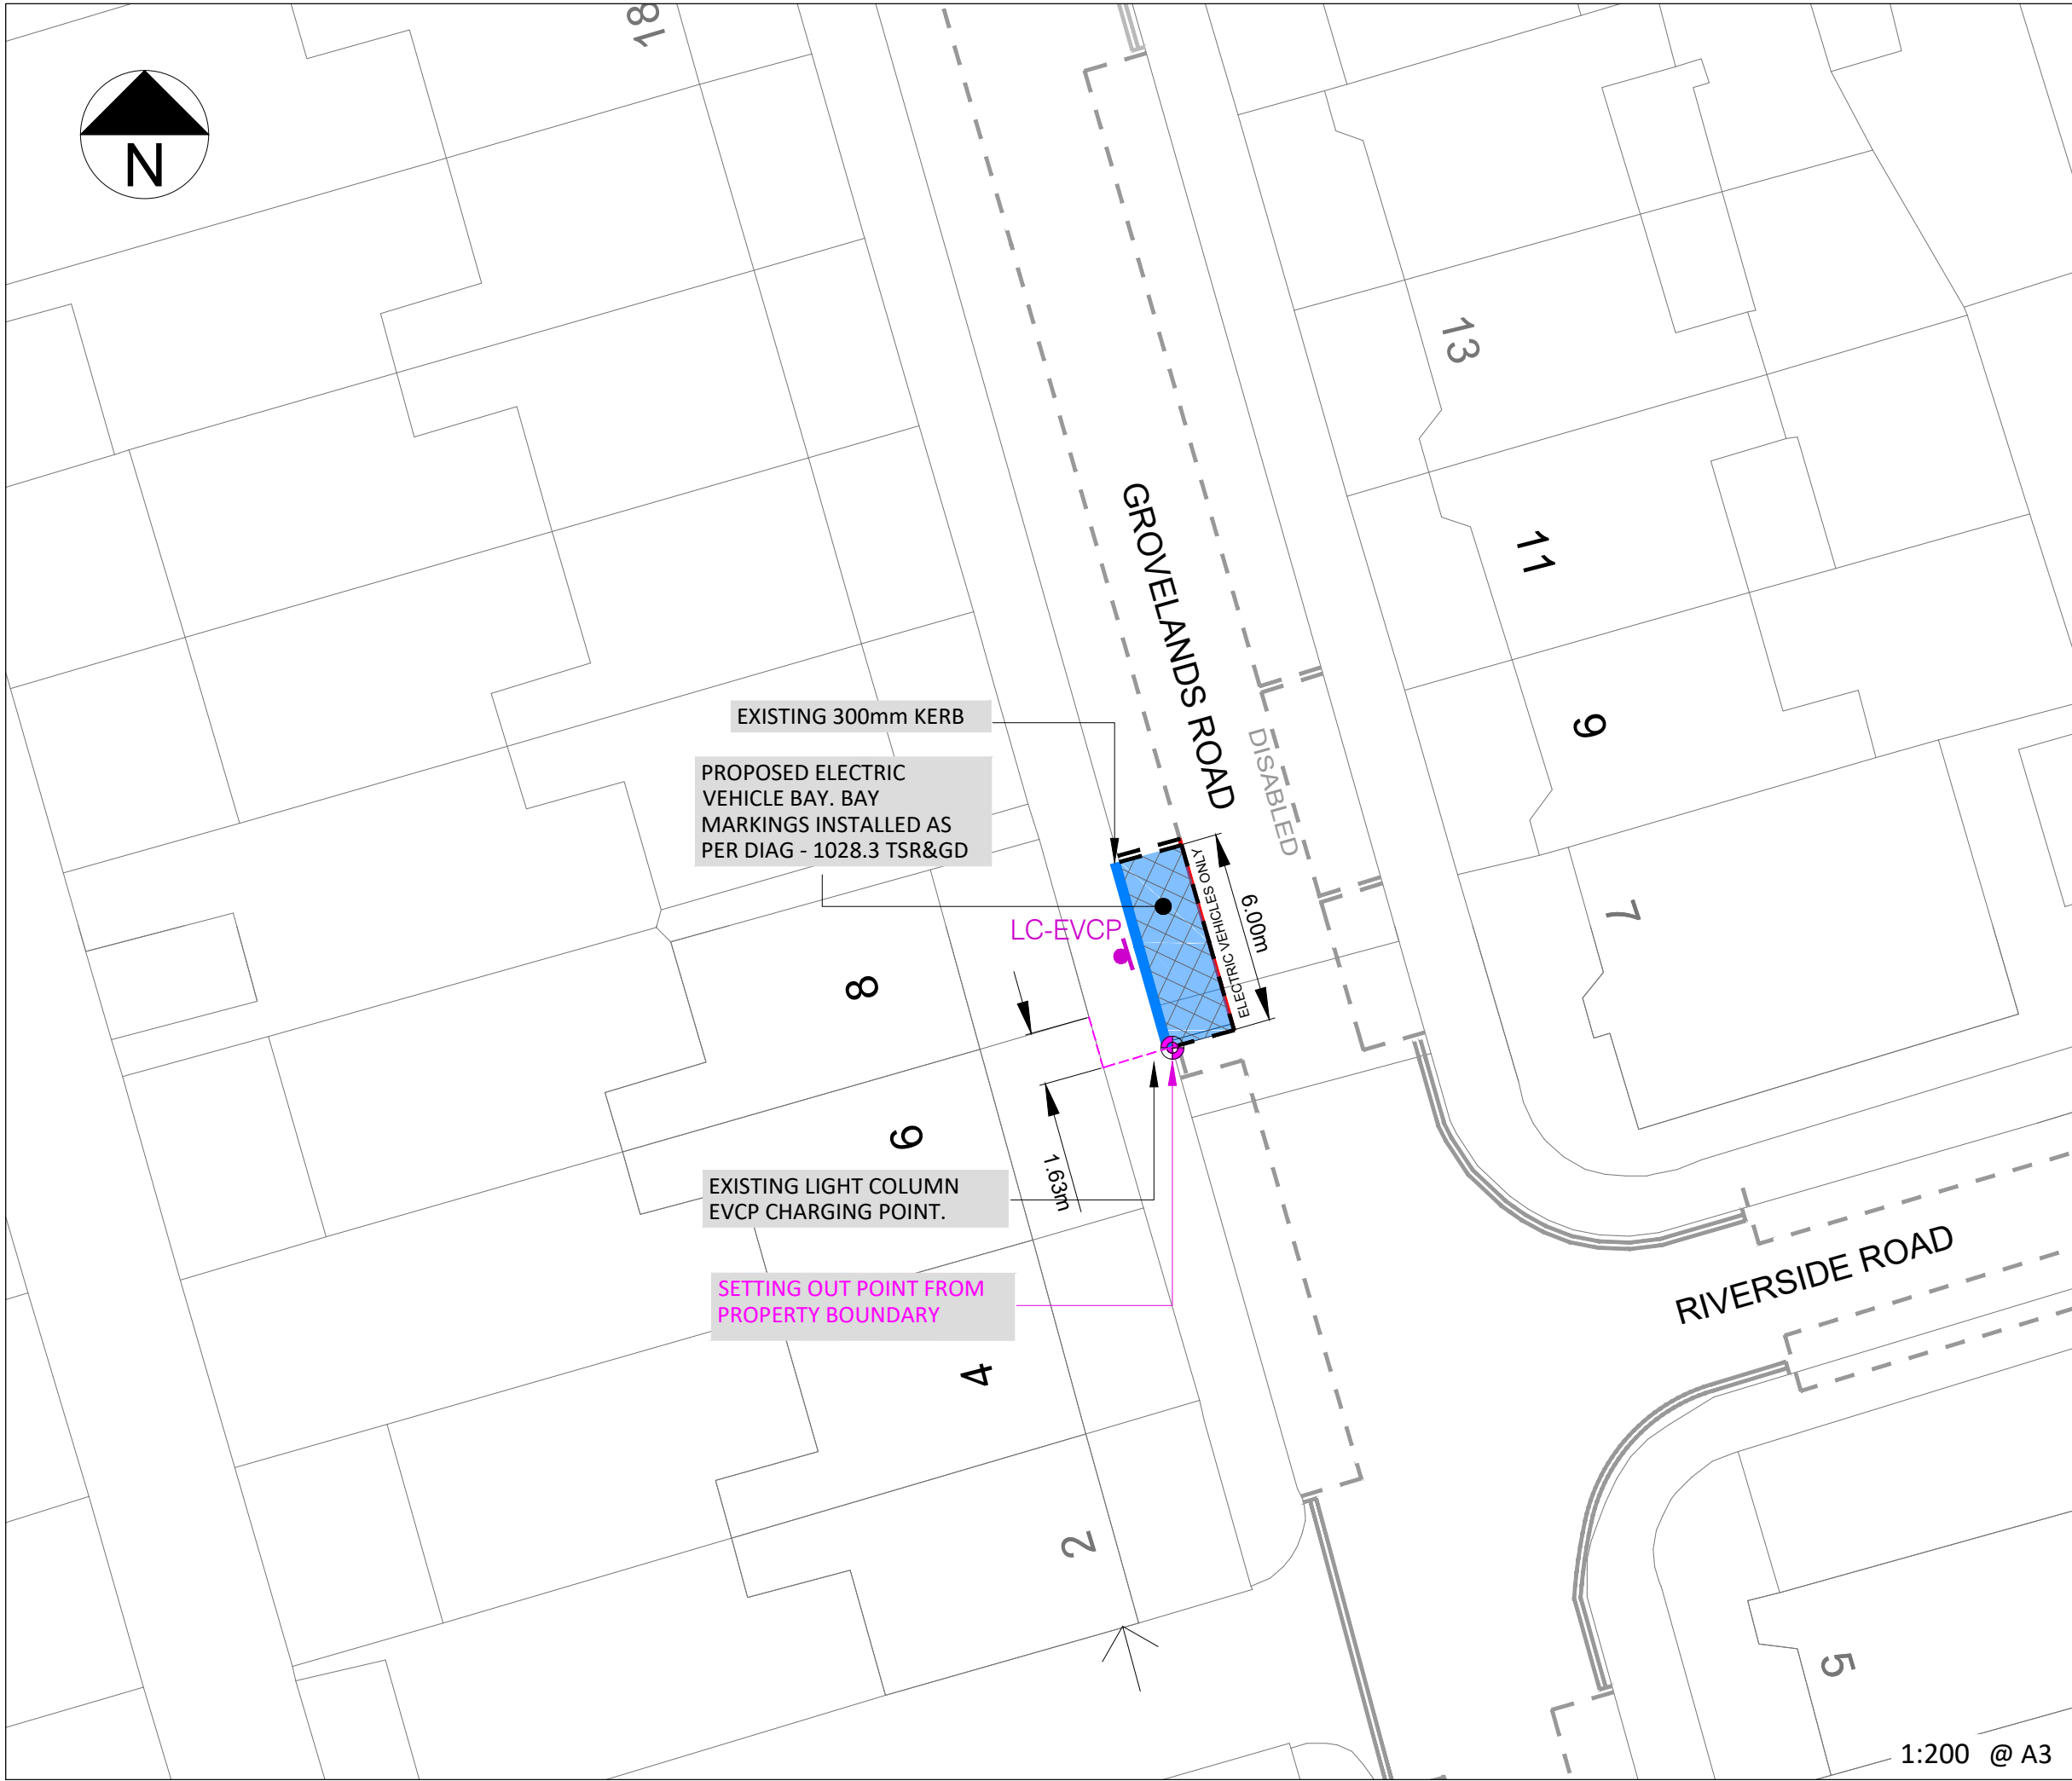 18
N
13
GROVELANDS ROAD
11
9
EXISTING 300mm KERB
DISABLED
PROPOSED ELECTRIC
VEHICLE BAY. BAY
MARKINGS INSTALLED AS
PER DIAG - 1028.3 TSR&GD
ELECTRIC VEHICLES ONLY
6.00m
7
LC-EVCP
8
6
1.63m
EXISTING LIGHT COLUMN
EVCP CHARGING POINT.
RIVERSIDE ROAD
SETTING OUT POINT FROM
PROPERTY BOUNDARY
4
2
5
1:200 @ A3